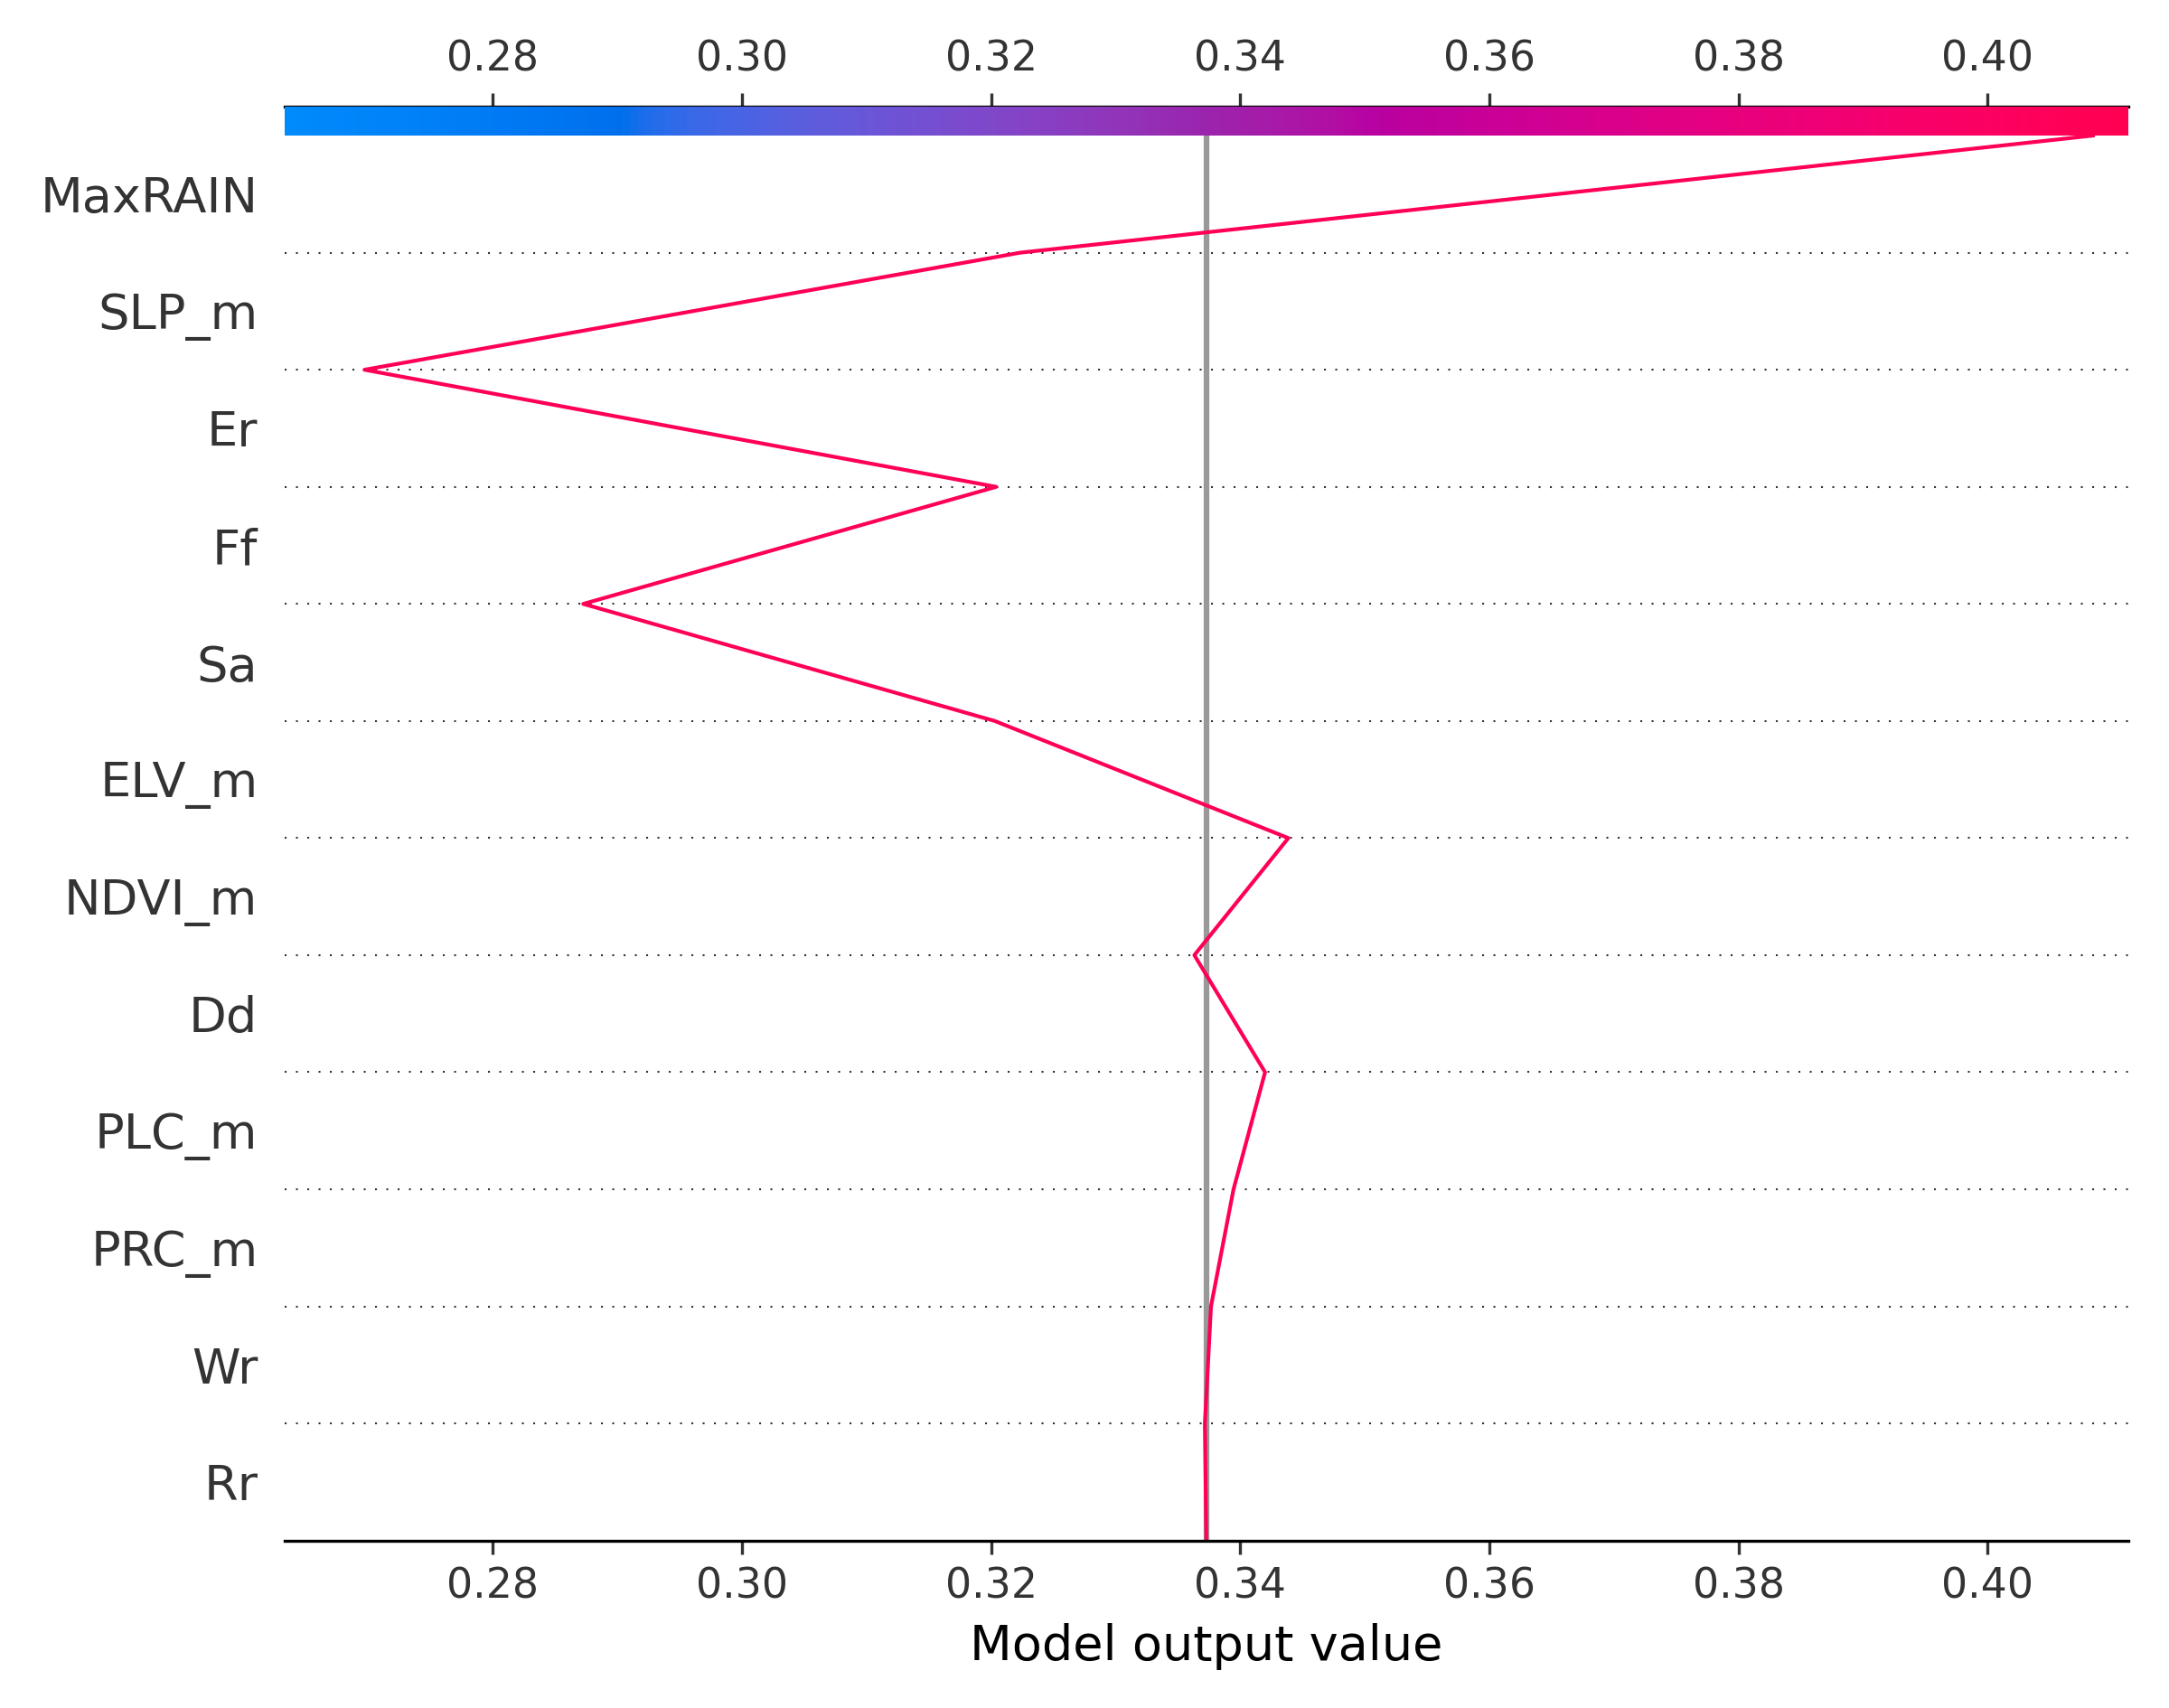 0.28 0.30 0.32 0.34 0.36 0.38 0.40
MaxRAIN
SLP_m
Er
Ff
Sa
ELV_m
NDVI_m
Dd
PLC_m
PRC_m
Wr
Rr
0.28 0.30 0.32 0.34 0.36 0.38 0.40
Model output value